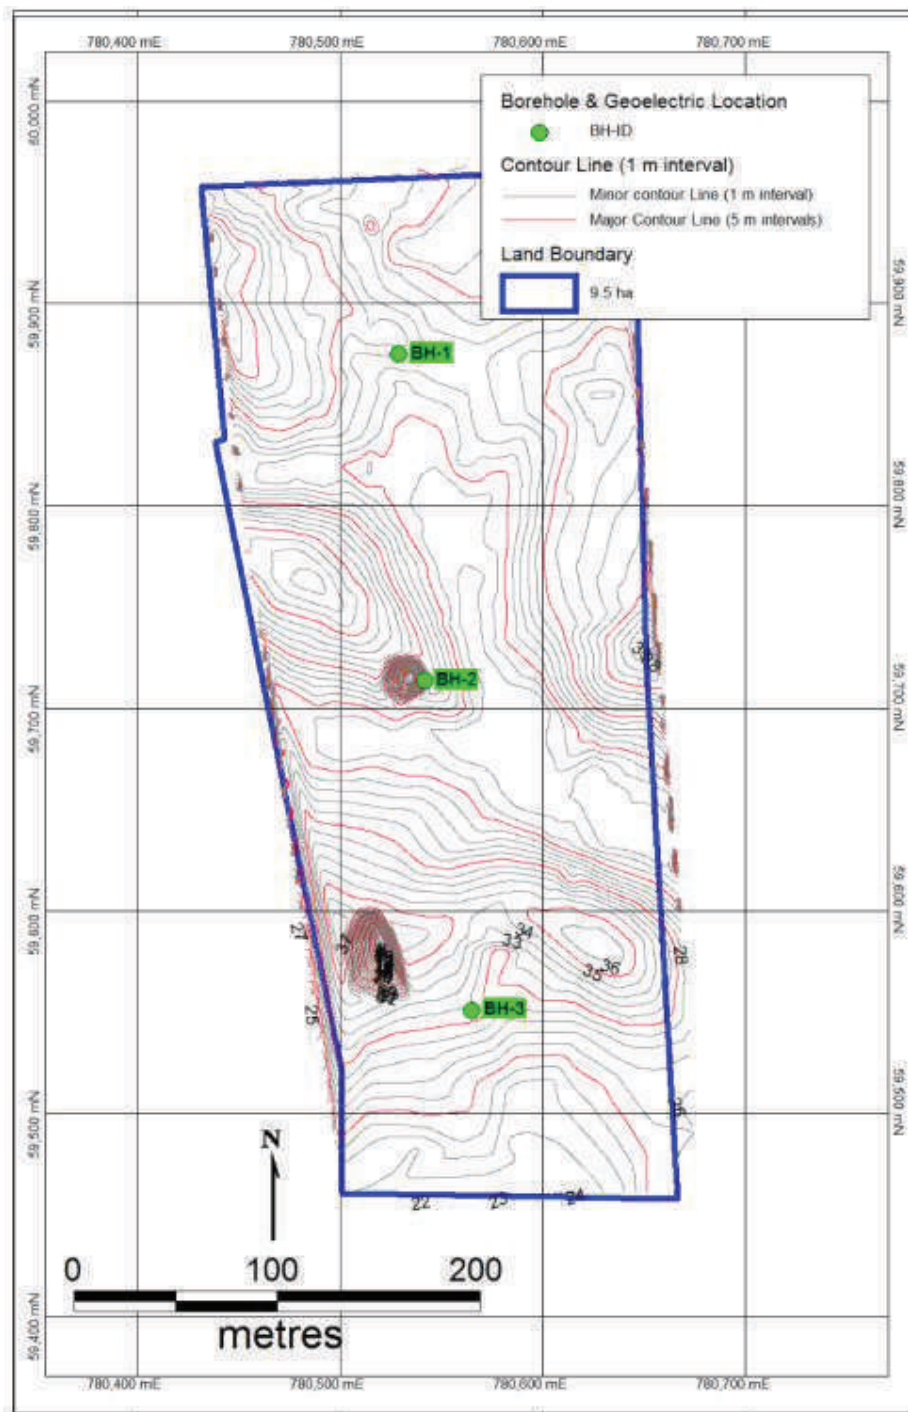 780,400 mE 780,500 mE 780,600 mE 780,700 mE
60,000 mN
59,900 mN
59,800 mN
59,700 mN
59,600 mN
59,500 mN
59,400 mN
Borehole & Geoelectric Location
BH-ID
Contour Line (1 m interval)
Minor contour Line (1 m interval)
Major Contour Line (5 m intervals)
Land Boundary
9.5 ha
59,900 mN
59,800 mN
59,700 mN
59,600 mN
59,500 mN
59,400 mN
BH-1
BH-2
BH-3
27
25
37
33
34
35
36
28
26
22 23 24
N
0 100 200
metres
780,400 mE 780,500 mE 780,600 mE 780,700 mE